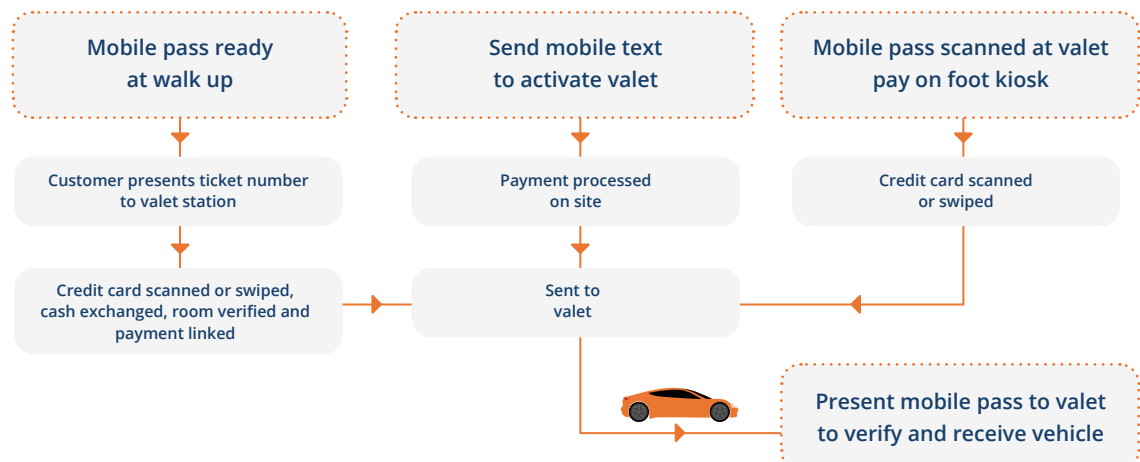 Mobile pass ready
at walk up
Send mobile text
to activate valet
Mobile pass scanned at valet
pay on foot kiosk
Customer presents ticket number
to valet station
Payment processed
on site
Credit card scanned
or swiped
Credit card scanned or swiped,
cash exchanged, room verified and
payment linked
Sent to
valet
Present mobile pass to valet
to verify and receive vehicle